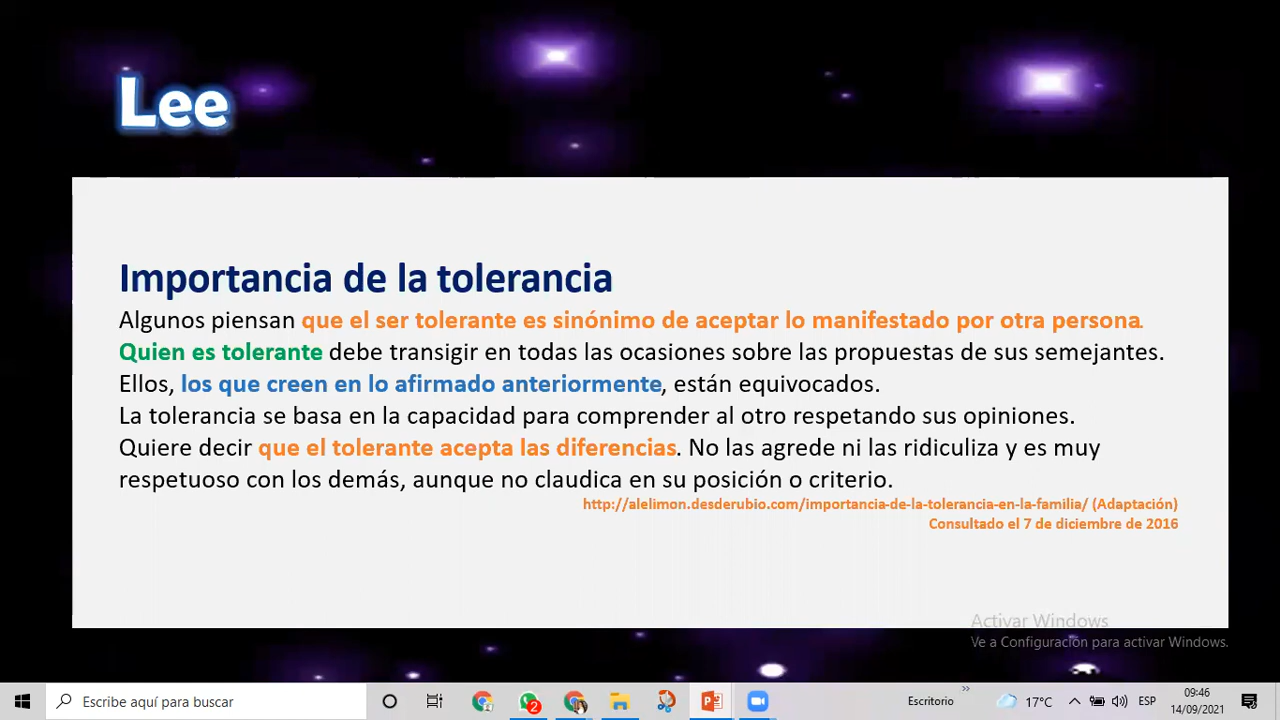 Lee
Importancia de la tolerancia
Algunos piensan que el ser tolerante es sinónimo de aceptar lo manifestado por otra persona.
Quien es tolerante debe transigir en todas las ocasiones sobre las propuestas de sus semejantes.
Ellos, los que creen en lo afirmado anteriormente, están equivocados.
La tolerancia se basa en la capacidad para comprender al otro respetando sus opiniones.
Quiere decir que el tolerante acepta las diferencias. No las agrede ni las ridiculiza y es muy
respetuoso con los demás, aunque no claudica en su posición o criterio.
http://alelimon.desderubio.com/importancia-de-la-tolerancia-en-la-familia/ (Adaptación)
Consultado el 7 de diciembre de 2016
Activar Windows
Ve a Configuración para activar Windows.
Escribe aquí para buscar
2
Escritorio
17°C
ESP
09:46
14/09/2021